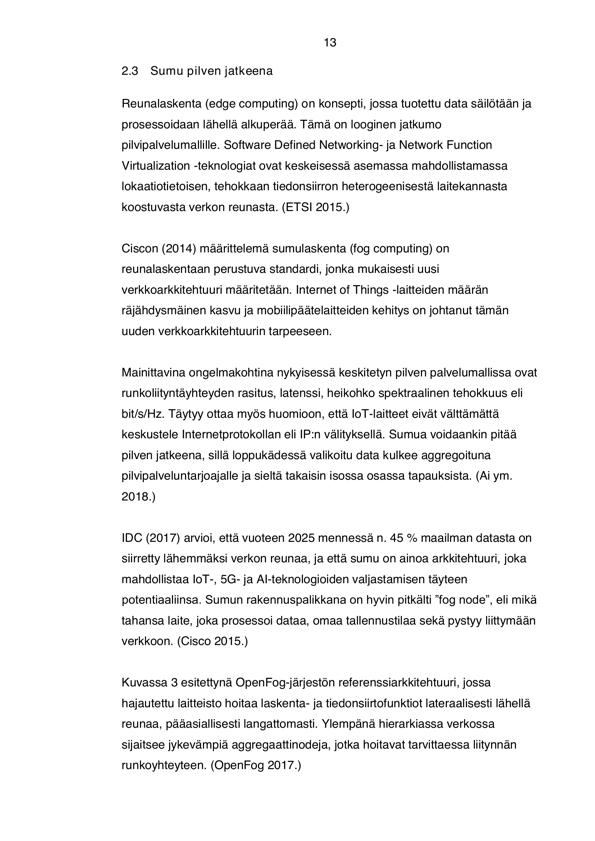 13
2.3 Sumu pilven jatkeena
Reunalaskenta (edge computing) on konsepti, jossa tuotettu data säilötään ja
prosessoidaan lähellä alkuperää. Tämä on looginen jatkumo
pilvipalvelumallille. Software Defined Networking- ja Network Function
Virtualization -teknologiat ovat keskeisessä asemassa mahdollistamassa
lokaatiotietoisen, tehokkaan tiedonsiirron heterogeenisestä laitekannasta
koostuvasta verkon reunasta. (ETSI 2015.)
Ciscon (2014) määrittelemä sumulaskenta (fog computing) on
reunalaskentaan perustuva standardi, jonka mukaisesti uusi
verkkoarkkitehtuuri määritetään. Internet of Things -laitteiden määrän
räjähdysmäinen kasvu ja mobiilipäätelaitteiden kehitys on johtanut tämän
uuden verkkoarkkitehtuurin tarpeeseen.
Mainittavina ongelmakohtina nykyisessä keskitetyn pilven palvelumallissa ovat
runkoliityntäyhteyden rasitus, latenssi, heikohko spektraalinen tehokkuus eli
bit/s/Hz. Täytyy ottaa myös huomioon, että IoT-laitteet eivät välttämättä
keskustele Internetprotokollan eli IP:n välityksellä. Sumua voidaankin pitää
pilven jatkeena, sillä loppukädessä valikoitu data kulkee aggregoituna
pilvipalveluntarjoajalle ja sieltä takaisin isossa osassa tapauksista. (Ai ym.
2018.)
IDC (2017) arvioi, että vuoteen 2025 mennessä n. 45 % maailman datasta on
siirretty lähemmäksi verkon reunaa, ja että sumu on ainoa arkkitehtuuri, joka
mahdollistaa IoT-, 5G- ja AI-teknologioiden valjastamisen täyteen
potentiaaliinsa. Sumun rakennuspalikkana on hyvin pitkälti ”fog node”, eli mikä
tahansa laite, joka prosessoi dataa, omaa tallennustilaa sekä pystyy liittymään
verkkoon. (Cisco 2015.)
Kuvassa 3 esitettynä OpenFog-järjestön referenssiarkkitehtuuri, jossa
hajautettu laitteisto hoitaa laskenta- ja tiedonsiirtofunktiot lateraalisesti lähellä
reunaa, pääasiallisesti langattomasti. Ylempänä hierarkiassa verkossa
sijaitsee jykevämpiä aggregaattinodeja, jotka hoitavat tarvittaessa liitynnän
runkoyhteyteen. (OpenFog 2017.)